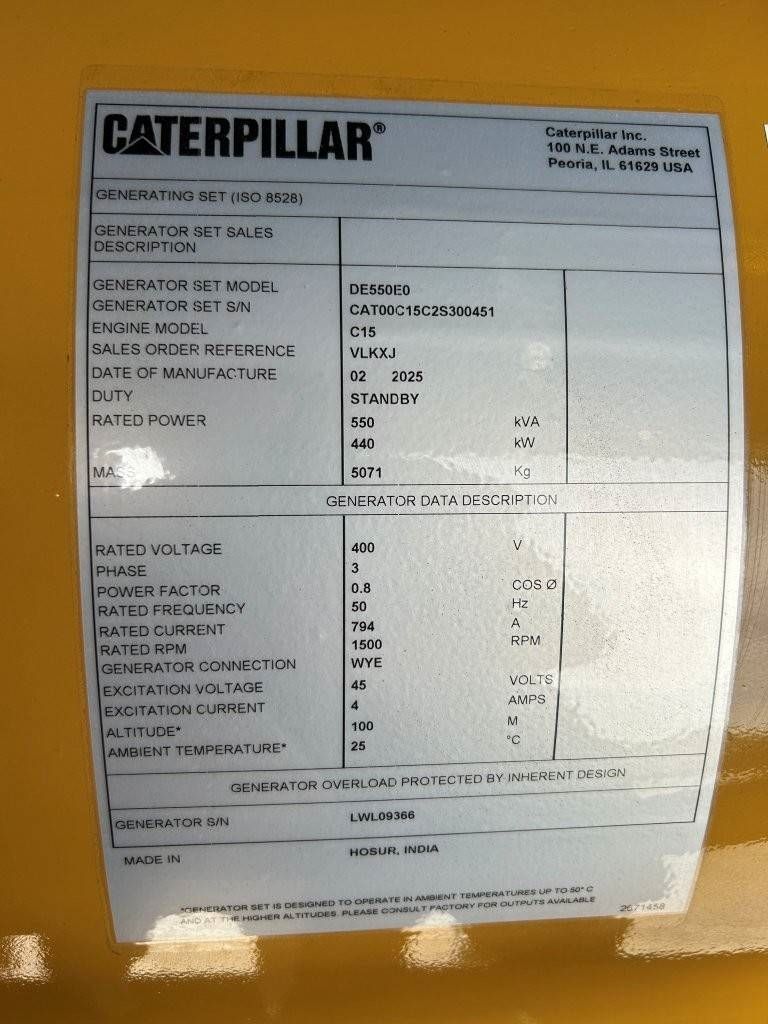 CATERPILLAR®
Caterpillar Inc.
100 N.E. Adams Street
Peoria, IL 61629 USA
GENERATING SET (ISO 8528)
GENERATOR SET SALES
DESCRIPTION
GENERATOR SET MODEL DE550E0
GENERATOR SET S/N CAT00C15C2S300451
ENGINE MODEL C15
SALES ORDER REFERENCE VLKXJ
DATE OF MANUFACTURE 02 2025
DUTY STANDBY
RATED POWER 550 kVA
440 kW
MASS 5071 Kg
GENERATOR DATA DESCRIPTION
RATED VOLTAGE 400 V
PHASE 3
POWER FACTOR 0.8 COS Ø
RATED FREQUENCY 50 Hz
RATED CURRENT 794 A
RATED RPM 1500 RPM
GENERATOR CONNECTION WYE
EXCITATION VOLTAGE 45 VOLTS
EXCITATION CURRENT 4 AMPS
ALTITUDE* 100 M
AMBIENT TEMPERATURE* 25 °C
GENERATOR OVERLOAD PROTECTED BY INHERENT DESIGN
GENERATOR S/N LWL09366
MADE IN HOSUR, INDIA
*GENERATOR SET IS DESIGNED TO OPERATE IN AMBIENT TEMPERATURES UP TO 50° C
AND AT THE HIGHER ALTITUDES. PLEASE CONSULT FACTORY FOR OUTPUTS AVAILABLE
2671458